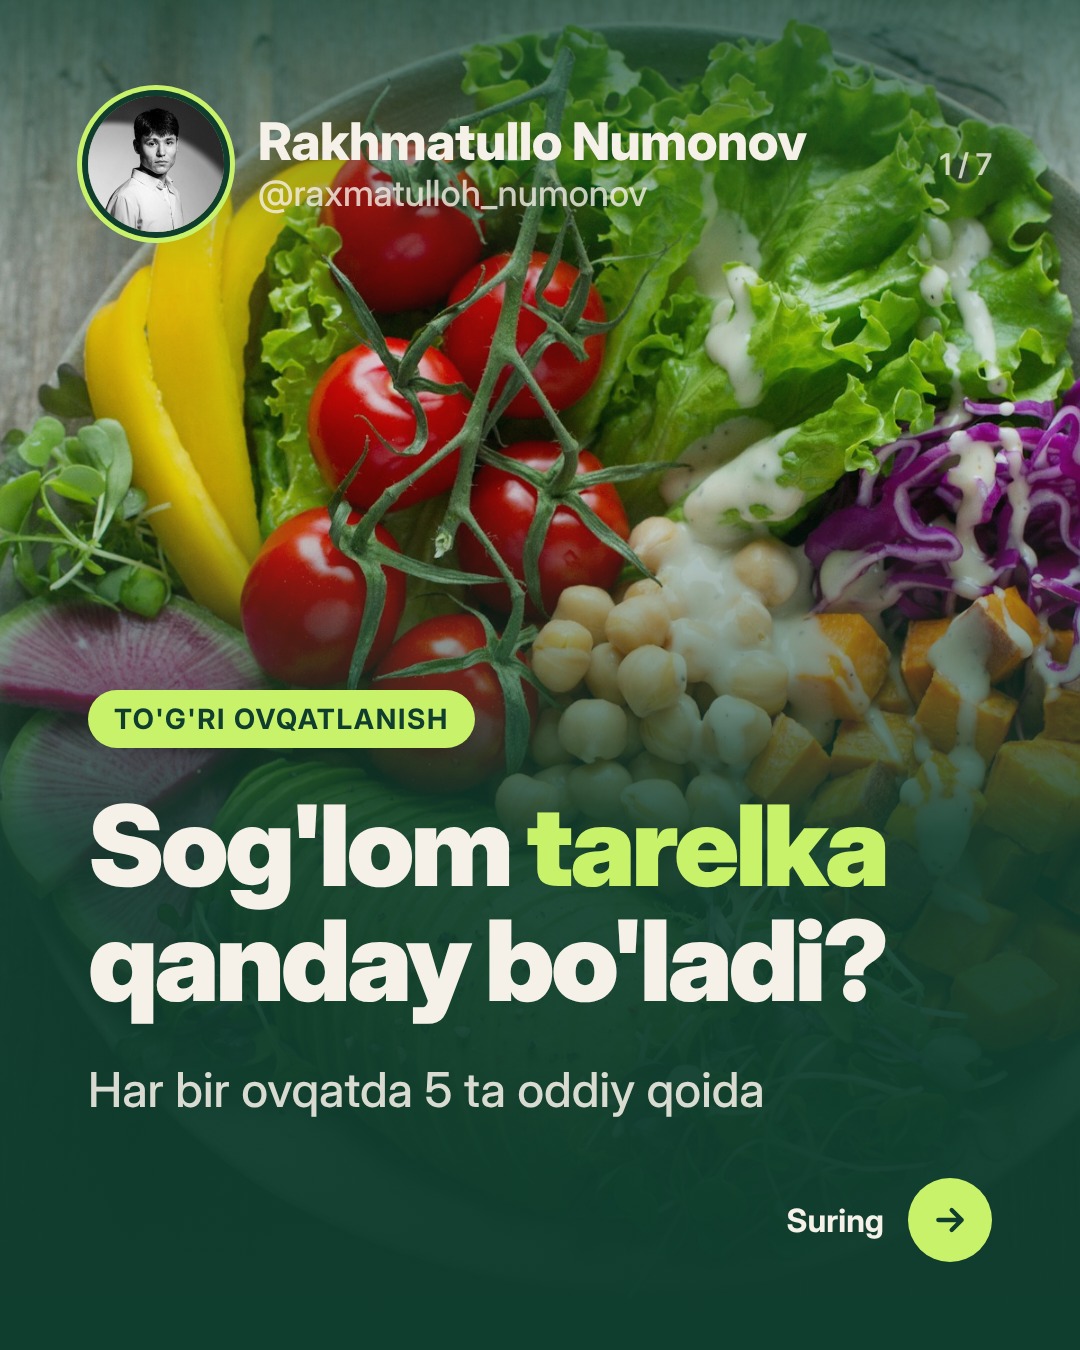 Rakhmatullo Numonov
@raxmatulloh_numonov
1/7
TO'G'RI OVQATLANISH
Sog'lom tarelka
qanday bo'ladi?
Har bir ovqatda 5 ta oddiy qoida
Suring